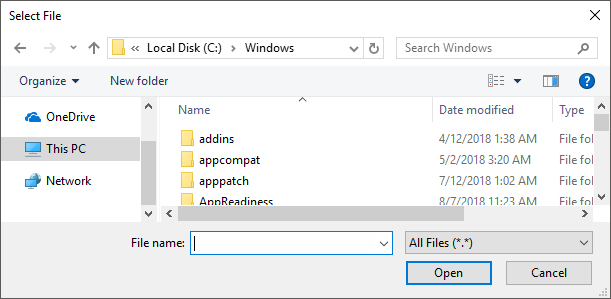 Select File
Local Disk (C:) Windows Search Windows
Organize New folder
Name Date modified Type
OneDrive
This PC
Network
addins 4/12/2018 1:38 AM File fol
appcompat 5/2/2018 3:20 AM File fol
apppatch 7/12/2018 1:02 AM File fol
AppReadiness 8/7/2018 11:23 AM File fol
File name: All Files (*.*)
Open Cancel